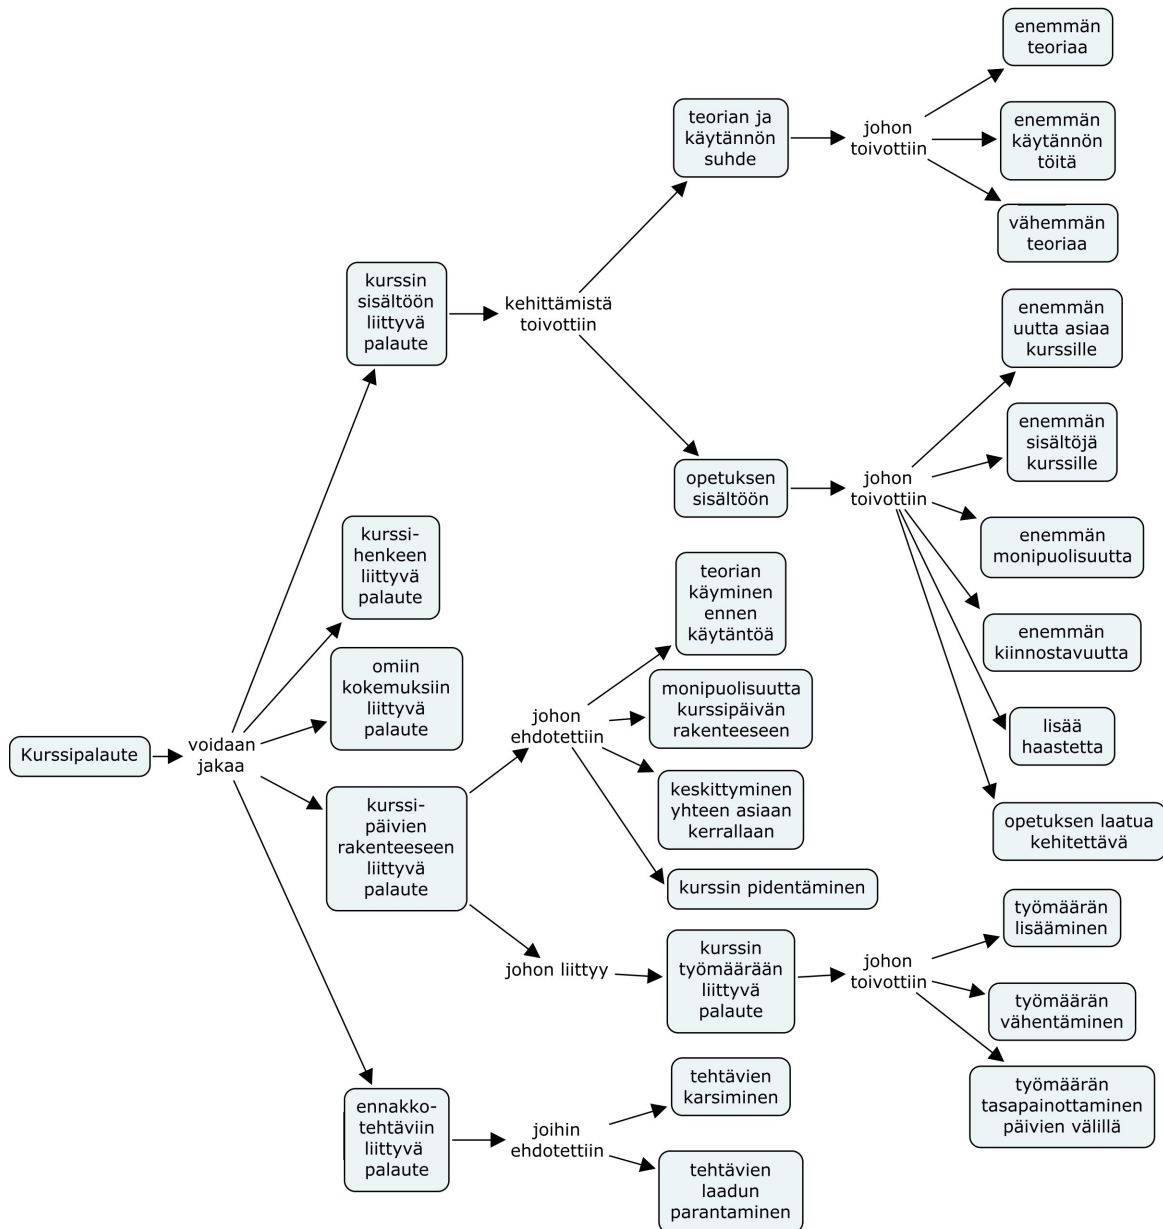 Kurssipalaute
voidaan
jakaa
kurssin
sisältöön
liittyvä
palaute
kehittämistä
toivottiin
teorian ja
käytännön
suhde
johon
toivottiin
enemmän
teoriaa
enemmän
käytännön
töitä
vähemmän
teoriaa
opetuksen
sisältöön
johon
toivottiin
enemmän
uutta asiaa
kurssille
enemmän
sisältöjä
kurssille
enemmän
monipuolisuutta
enemmän
kiinnostavuutta
lisää
haastetta
opetuksen laatua
kehitettävä
kurssi-
henkeen
liittyvä
palaute
omiin
kokemuksiin
liittyvä
palaute
kurssi-
päivien
rakenteeseen
liittyvä
palaute
johon
ehdotettiin
teorian
käyminen
ennen
käytäntöä
monipuolisuutta
kurssipäivän
rakenteeseen
keskittyminen
yhteen asiaan
kerrallaan
kurssin pidentäminen
johon liittyy
kurssin
työmäärään
liittyvä
palaute
johon
toivottiin
työmäärän
lisääminen
työmäärän
vähentäminen
työmäärän
tasapainottaminen
päivien välillä
ennakko-
tehtäviin
liittyvä
palaute
joihin
ehdotettiin
tehtävien
karsiminen
tehtävien
laadun
parantaminen